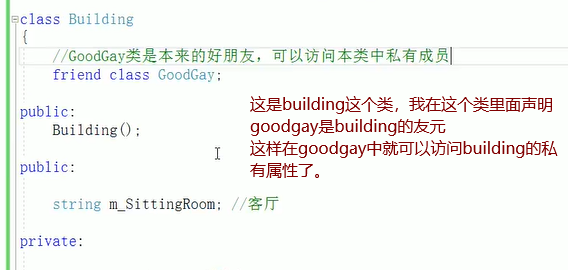 class Building
{
//GoodGay类是本来的好朋友，可以访问本类中私有成员
friend class GoodGay;
public:
Building();
public:
string m_SittingRoom; //客厅
private:
这是building这个类，我在这个类里面声明
goodgay是building的友元
这样在goodgay中就可以访问building的私
有属性了。